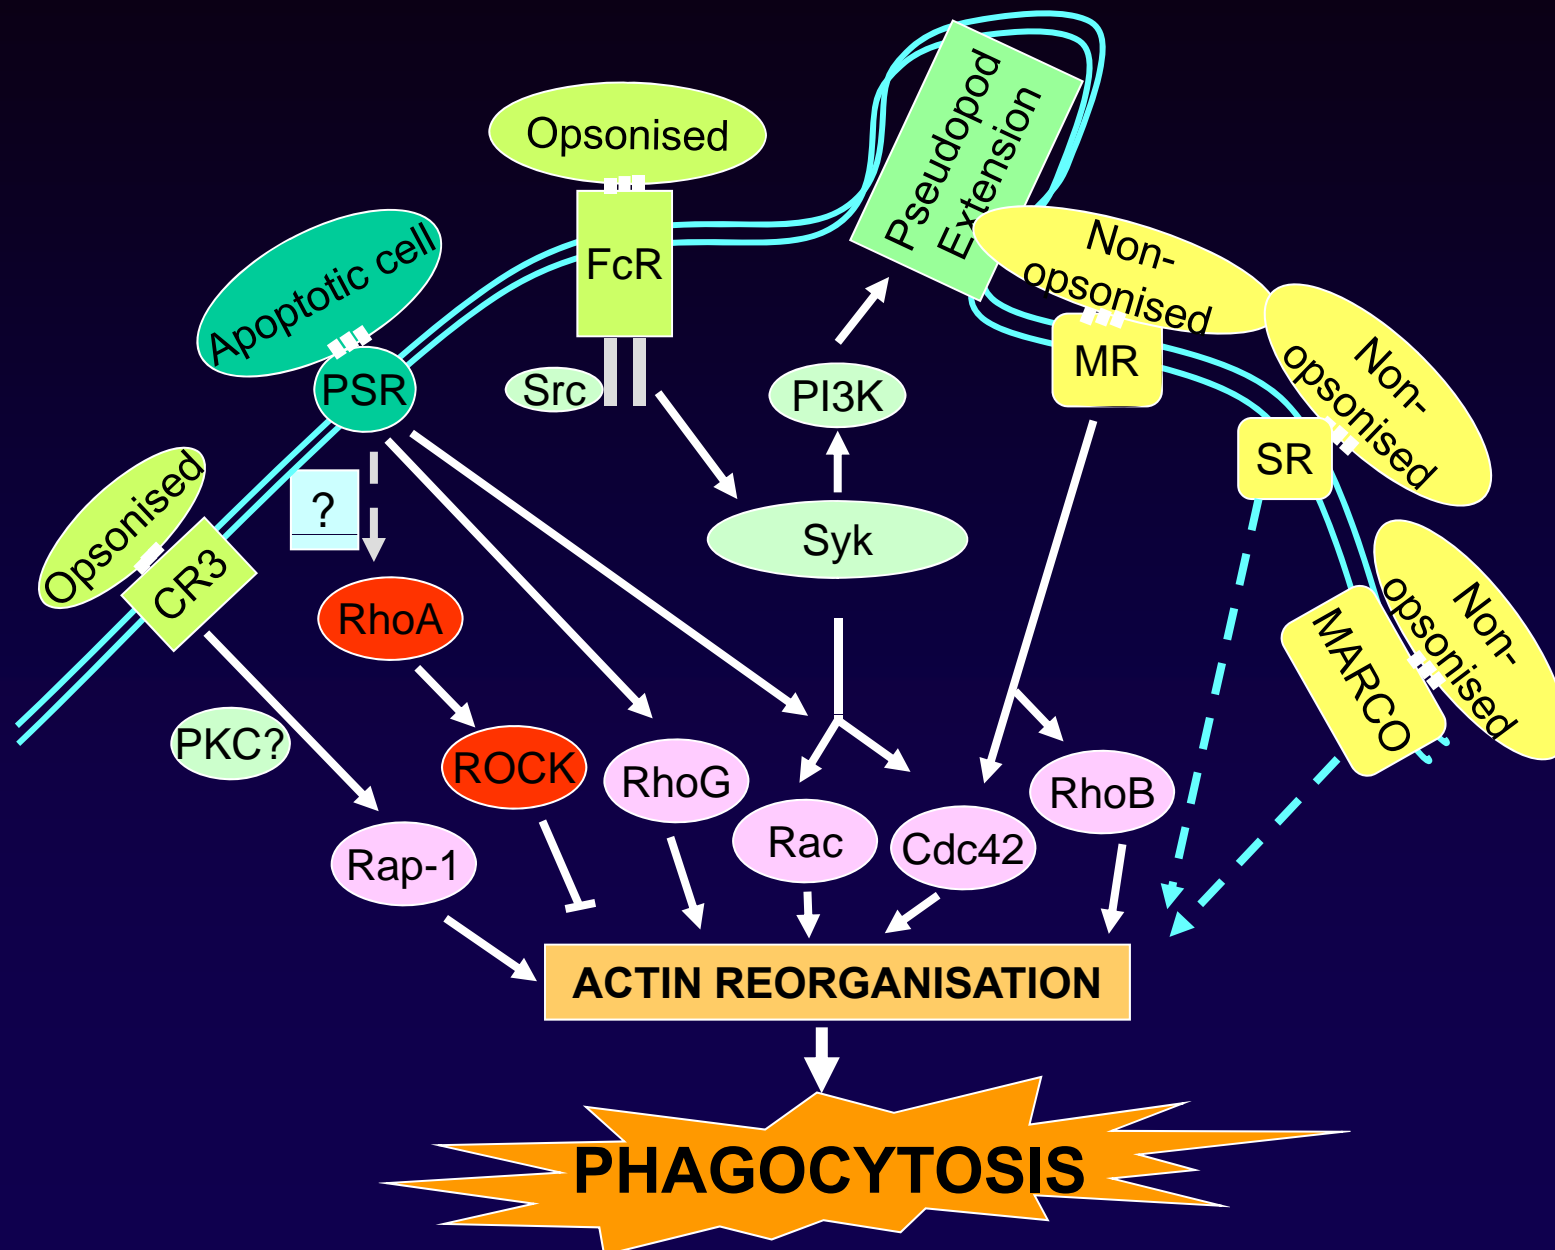 Pseudopod
Extension
Opsonised
FcR
Apoptotic cell
PSR
Src
PI3K
Non-
opsonised
MR
Non-
opsonised
SR
Opsonised
CR3
?
Syk
Non-
opsonised
MARCO
RhoA
PKC?
ROCK
RhoG
RhoB
Rap-1
Rac
Cdc42
ACTIN REORGANISATION
PHAGOCYTOSIS